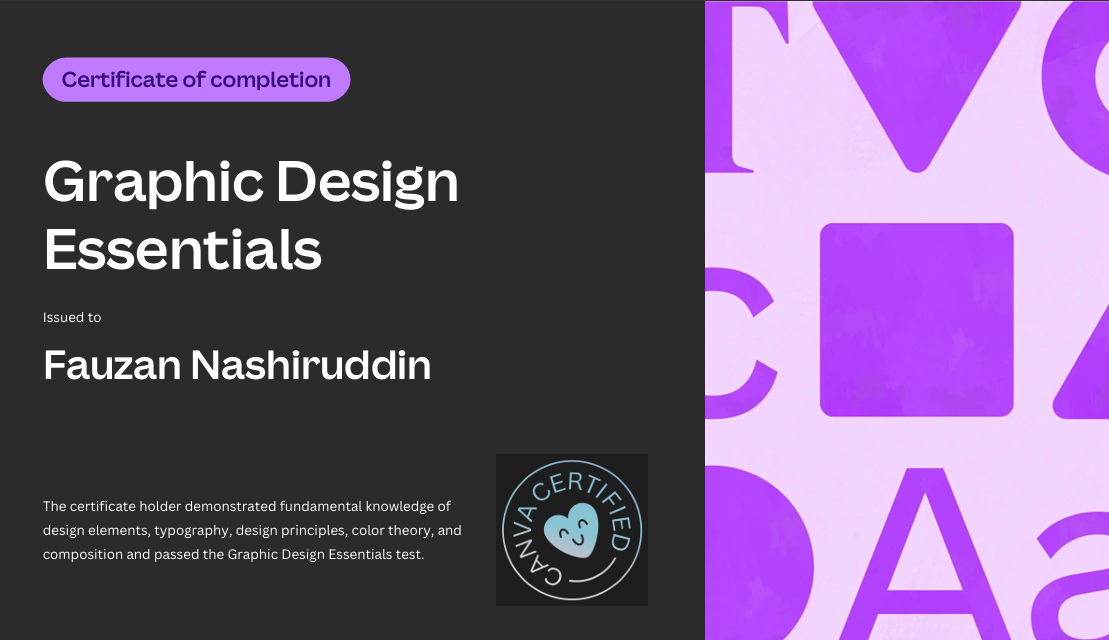 Certificate of completion
Graphic Design
Essentials
Issued to
Fauzan Nashiruddin
The certificate holder demonstrated fundamental knowledge of
design elements, typography, design principles, color theory, and
composition and passed the Graphic Design Essentials test.
CANVA CERTIFIED
T
c
A
a